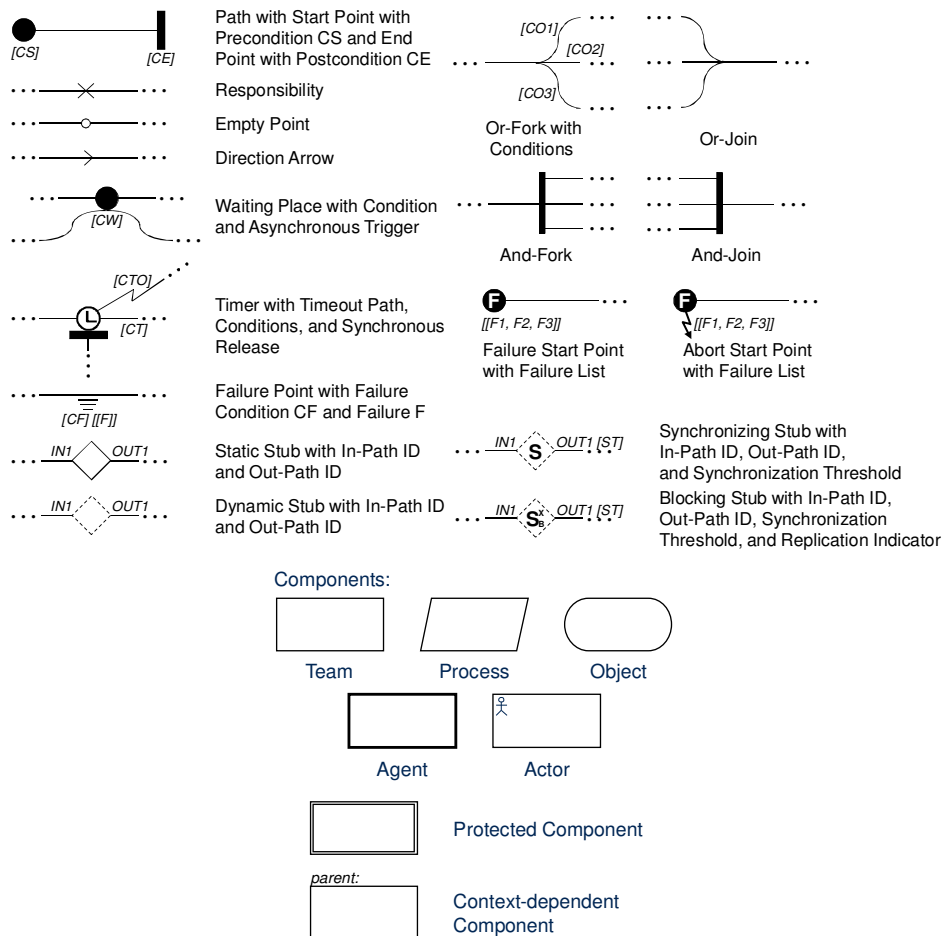 [CS]
[CE]
Path with Start Point with
Precondition CS and End
Point with Postcondition CE
Responsibility
Empty Point
Direction Arrow
[CW]
Waiting Place with Condition
and Asynchronous Trigger
[CTO]
[CT]
Timer with Timeout Path,
Conditions, and Synchronous
Release
[CF] [[F]]
Failure Point with Failure
Condition CF and Failure F
IN1 OUT1
Static Stub with In-Path ID
and Out-Path ID
IN1 OUT1
Dynamic Stub with In-Path ID
and Out-Path ID
[CO1]
[CO2]
[CO3]
Or-Fork with
Conditions
Or-Join
And-Fork
And-Join
F
[[F1, F2, F3]]
Failure Start Point
with Failure List
F
[[F1, F2, F3]]
Abort Start Point
with Failure List
IN1 S OUT1 [ST]
Synchronizing Stub with
In-Path ID, Out-Path ID,
and Synchronization Threshold
IN1 S X B OUT1 [ST]
Blocking Stub with In-Path ID,
Out-Path ID, Synchronization
Threshold, and Replication Indicator
Components:
Team
Process
Object
Agent
Actor
Protected Component
parent:
Context-dependent
Component